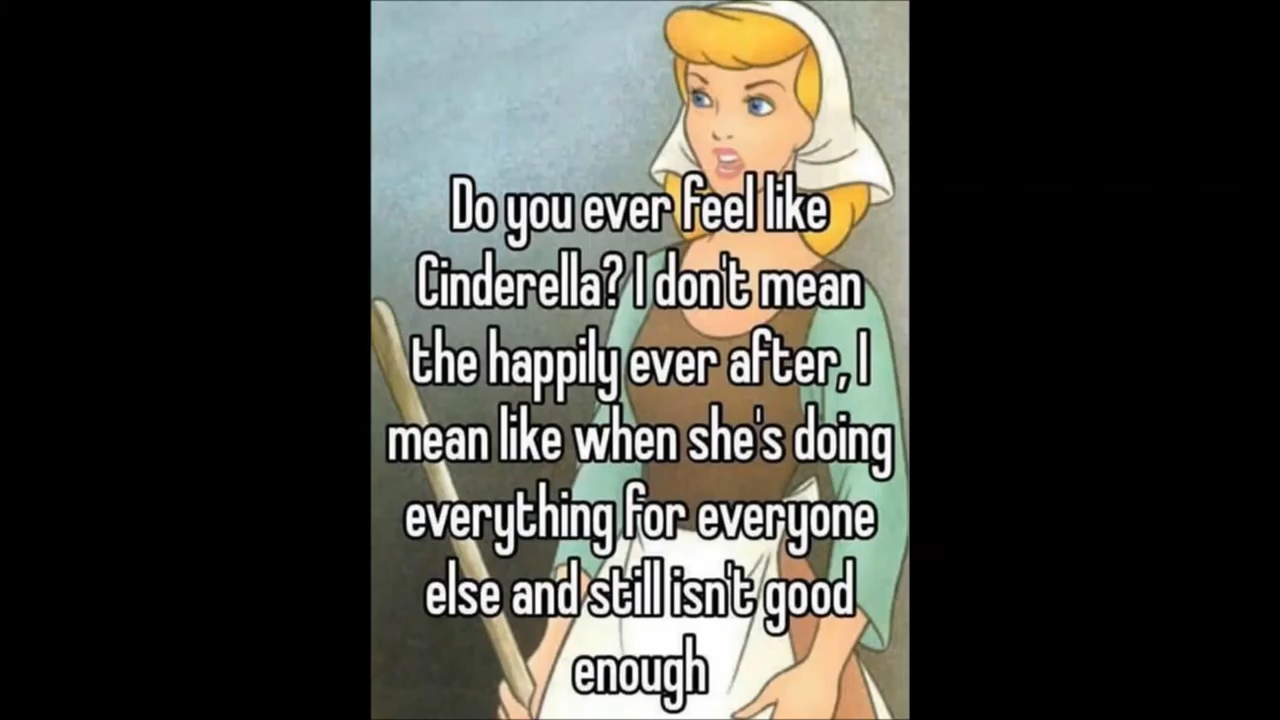 Do you ever feel like
Cinderella? I don't mean
the happily ever after, I
mean like when she's doing
everything for everyone
else and still isn't good
enough